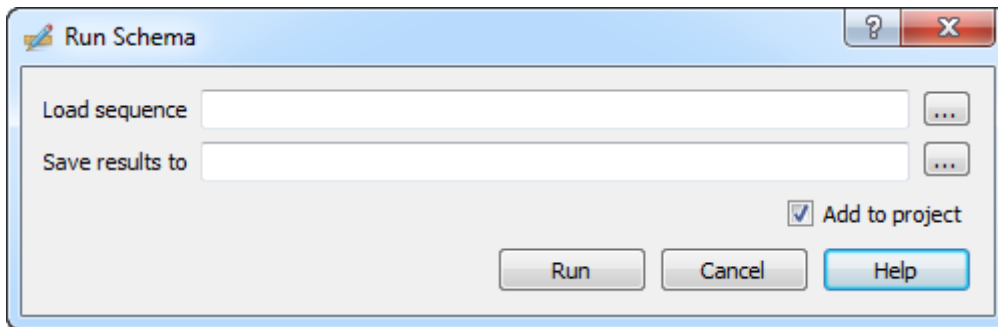 Run Schema
?
Load sequence
...
Save results to
...
Add to project
Run Cancel Help